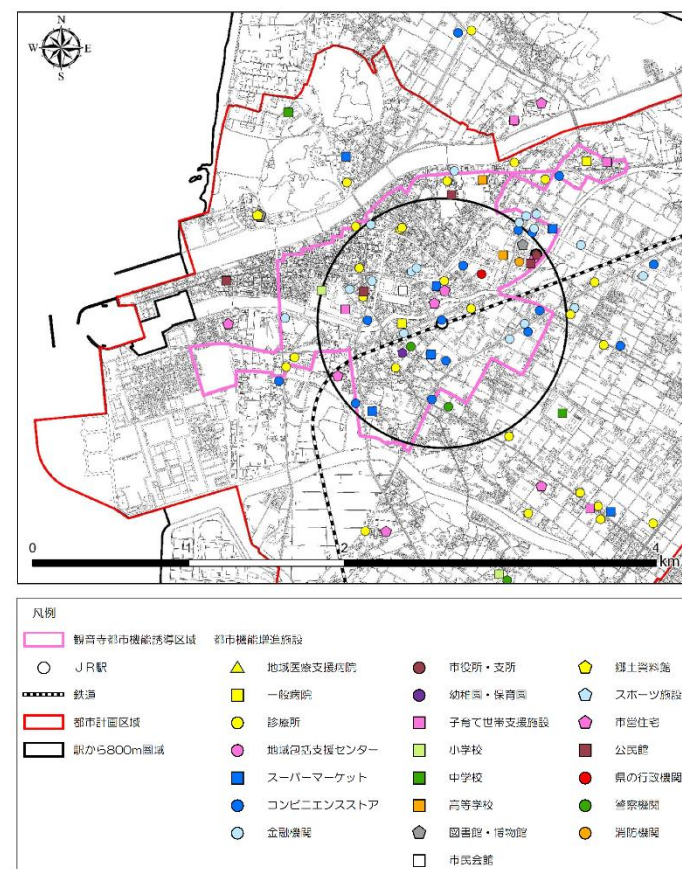 N
W
E
S
0
1
2
4
km
凡例
観音寺都市機能誘導区域
都市機能増進施設
JR駅
地域医療支援病院
市役所・支所
郷土資料館
鉄道
一般病院
幼稚園・保育園
スポーツ施設
都市計画区域
診療所
子育て世帯支援施設
市営住宅
駅から800m圏域
地域包括支援センター
小学校
公民館
スーパーマーケット
中学校
県の行政機関
コンビニエンスストア
高等学校
警察機関
金融機関
図書館・博物館
消防機関
市民会館